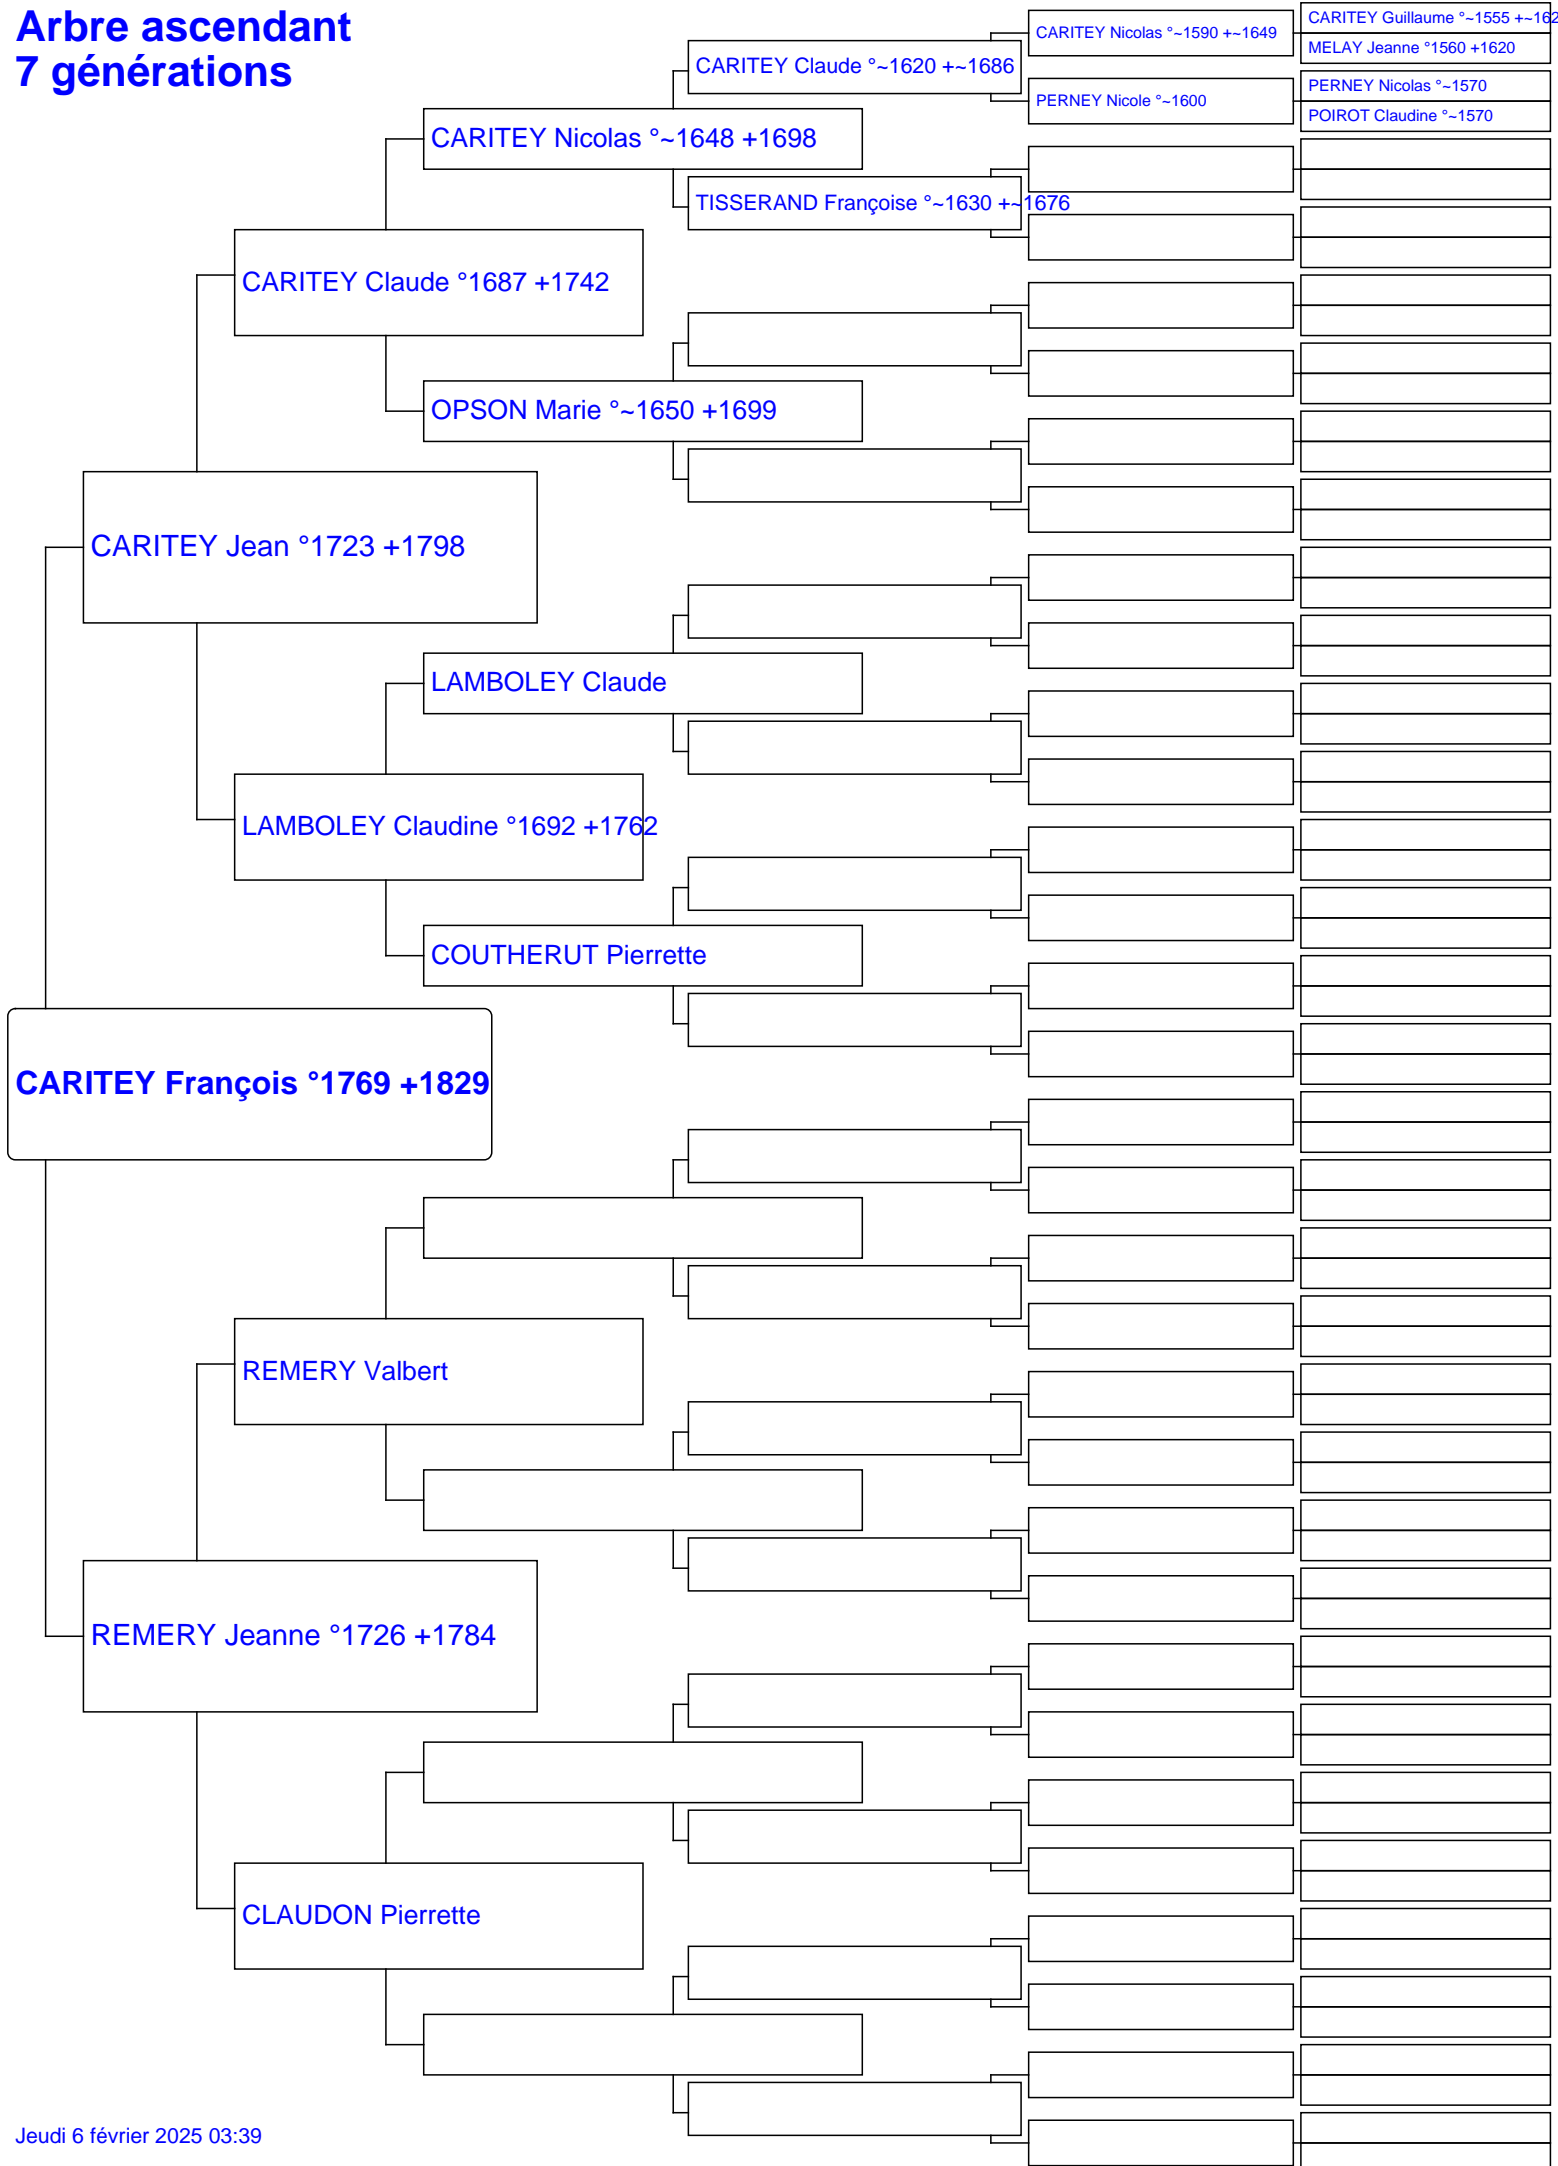 Arbre ascendant
7 générations
CARITEY Guillaume °~1555 +~162
CARITEY Nicolas °~1590 +~1649
MELAY Jeanne °1560 +1620
CARITEY Claude °~1620 +~1686
PERNEY Nicolas °~1570
PERNEY Nicole °~1600
POIROT Claudine °~1570
CARITEY Nicolas °~1648 +1698
TISSERAND Françoise °~1630 +~1676
CARITEY Claude °1687 +1742
OPSON Marie °~1650 +1699
CARITEY Jean °1723 +1798
LAMBOLEY Claude
LAMBOLEY Claudine °1692 +1762
COUTHERUT Pierrette
CARITEY François °1769 +1829
REMERY Valbert
REMERY Jeanne °1726 +1784
CLAUDON Pierrette
Jeudi 6 février 2025 03:39